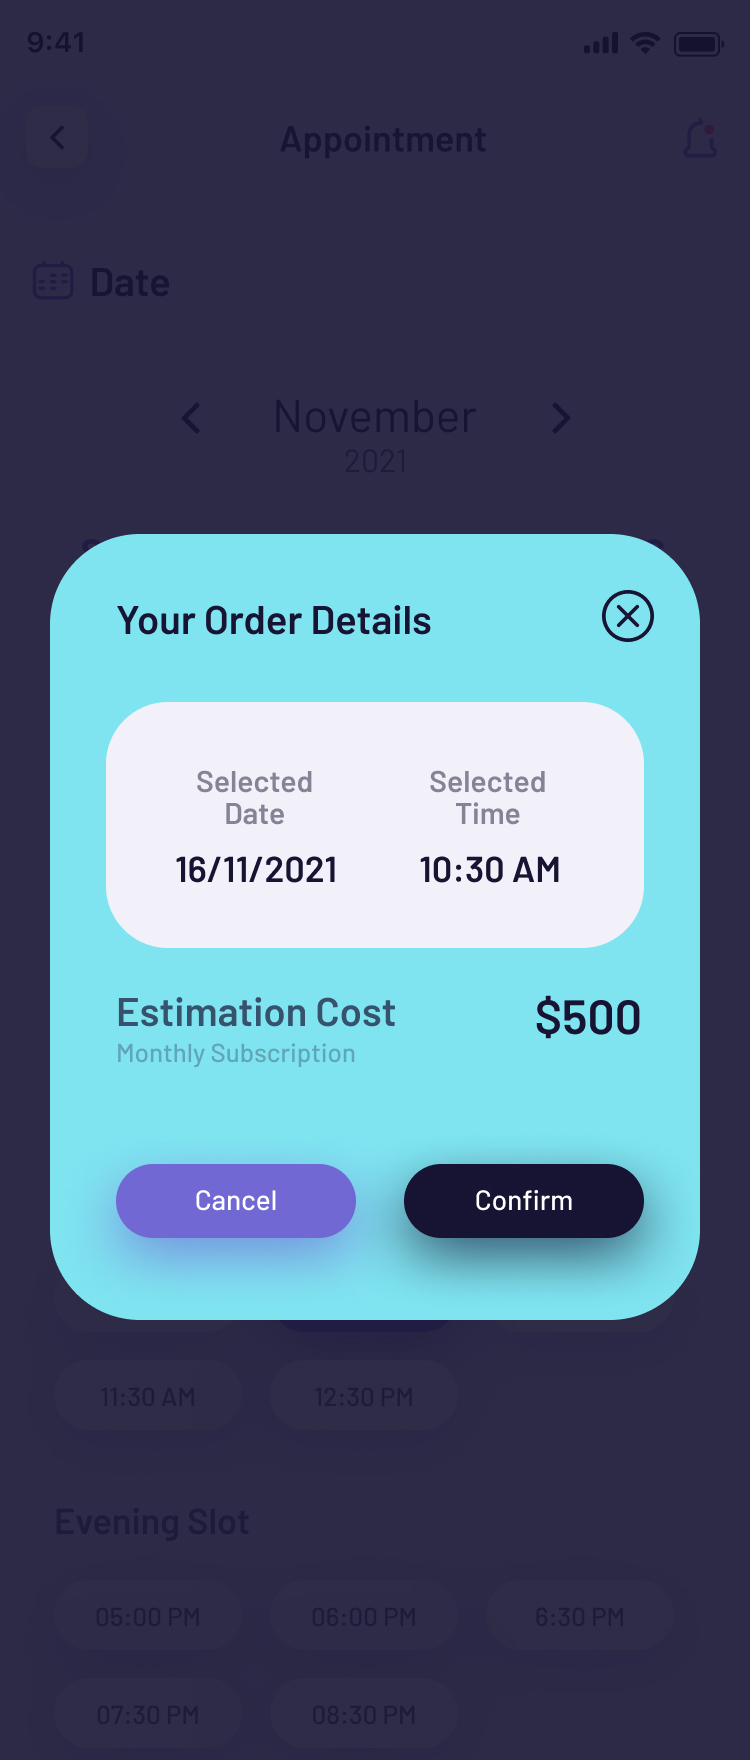 9:41
Appointment
Date
November
2021
Your Order Details
Selected Selected
Date Time
16/11/2021 10:30 AM
Estimation Cost $500
Monthly Subscription
Cancel Confirm
11:30 AM 12:30 PM
Evening Slot
05:00 PM 06:00 PM 6:30 PM
07:30 PM 08:30 PM